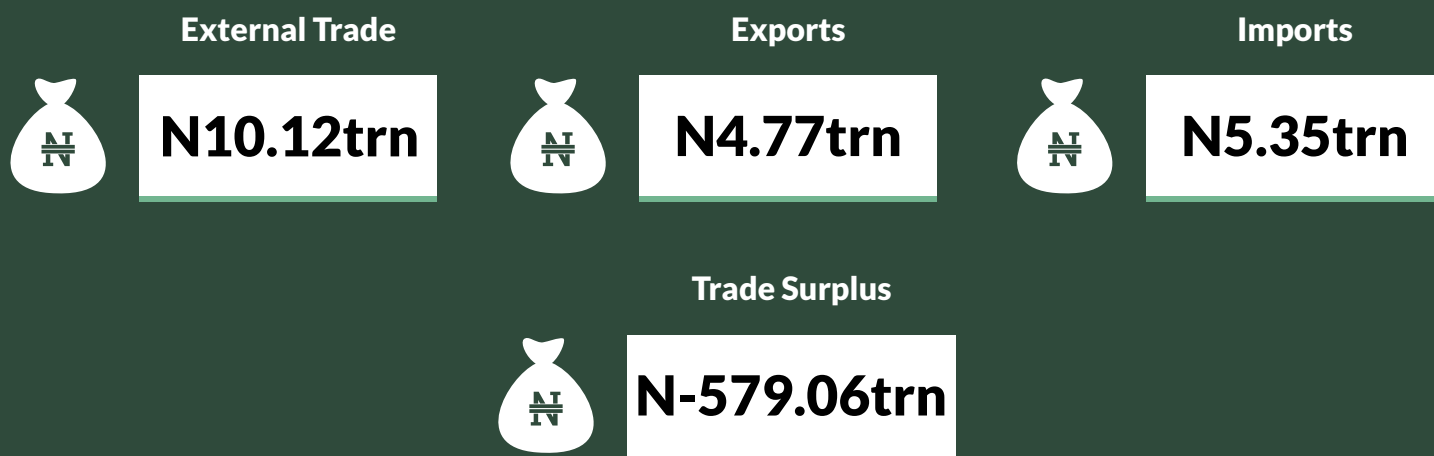 External Trade
Exports
Imports
₦
N10.12trn
₦
N4.77trn
₦
N5.35trn
Trade Surplus
₦
N-579.06trn